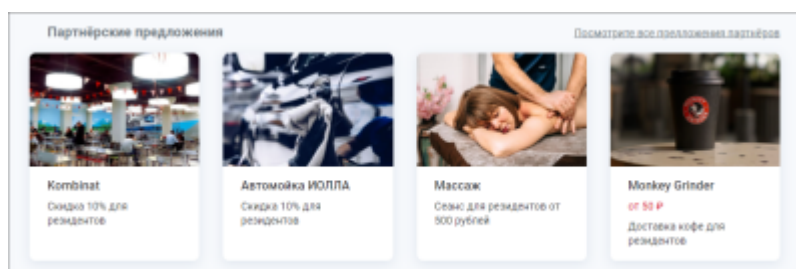 Партнёрские предложения
Посмотрите все предложения партнёров
Kombinat
Скидка 10% для
резидентов
Автомойка ИОЛЛА
Скидка 10% для
резидентов
Массаж
Сеанс для резидентов от
500 рублей
Monkey Grinder
от 50 ₽
Доставка кофе для
резидентов